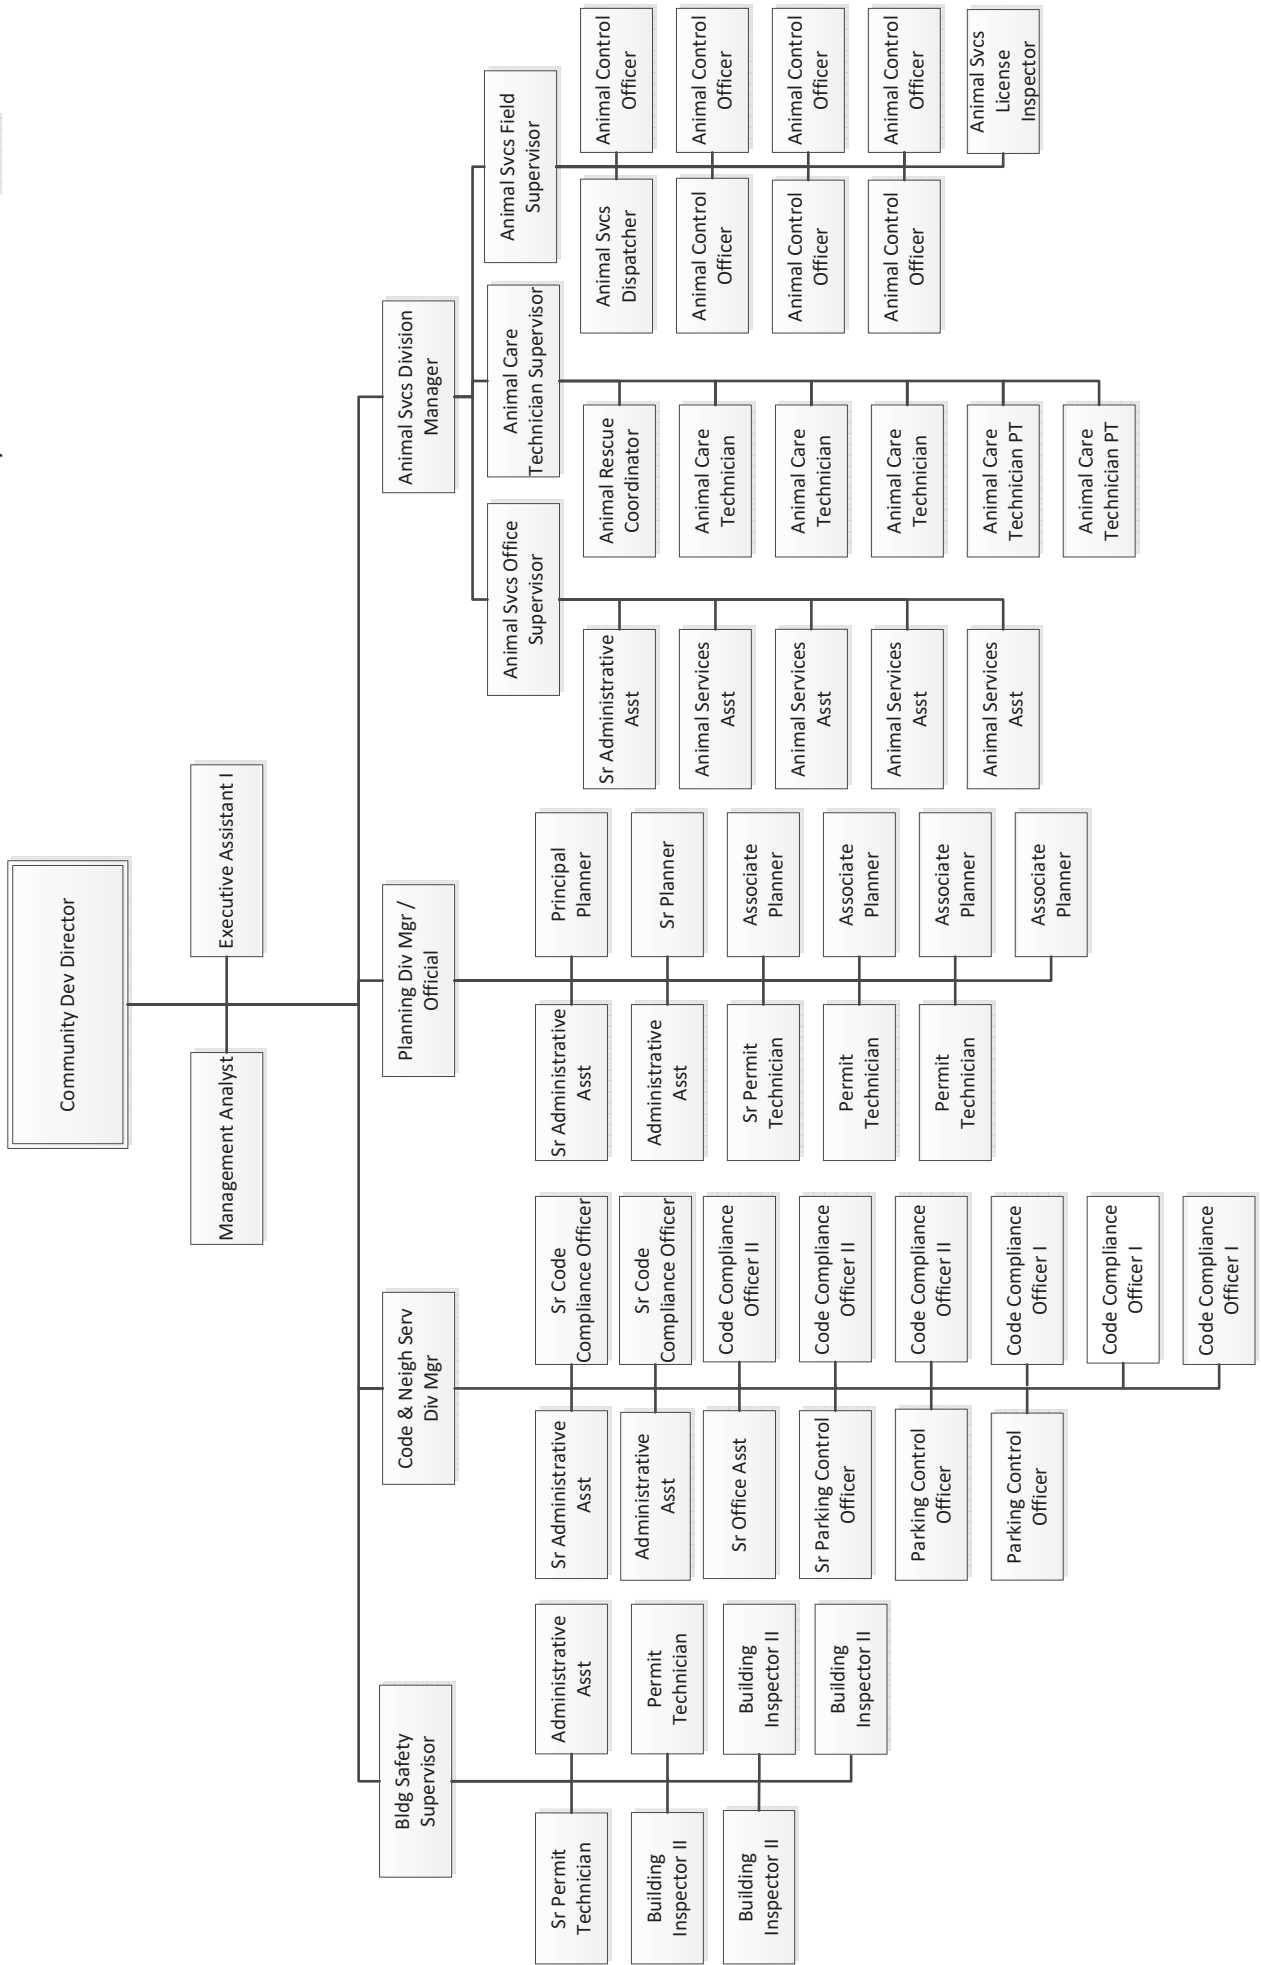 Community Dev Director
Management Analyst
Executive Assistant I
Bldg Safety
Supervisor
Sr Permit
Technician
Administrative
Asst
Building
Inspector II
Permit
Technician
Building
Inspector II
Building
Inspector II
Building
Inspector II
Code & Neigh Serv
Div Mgr
Sr Administrative
Asst
Sr Code
Compliance Officer
Administrative
Asst
Sr Code
Compliance Officer
Sr Office Asst
Code Compliance
Officer II
Sr Parking Control
Officer
Code Compliance
Officer II
Parking Control
Officer
Code Compliance
Officer II
Parking Control
Officer
Code Compliance
Officer I
Code Compliance
Officer I
Code Compliance
Officer I
Planning Div Mgr /
Official
Sr Administrative
Asst
Principal
Planner
Administrative
Asst
Sr Planner
Sr Permit
Technician
Associate
Planner
Permit
Technician
Associate
Planner
Permit
Technician
Associate
Planner
Associate
Planner
Animal Svcs Division
Manager
Animal Svcs Office
Supervisor
Sr Administrative
Asst
Animal Services
Asst
Animal Services
Asst
Animal Services
Asst
Animal Services
Asst
Animal Care
Technician Supervisor
Animal Rescue
Coordinator
Animal Care
Technician
Animal Care
Technician
Animal Care
Technician
Animal Care
Technician PT
Animal Care
Technician PT
Animal Svcs Field
Supervisor
Animal Svcs
Dispatcher
Animal Control
Officer
Animal Control
Officer
Animal Control
Officer
Animal Control
Officer
Animal Control
Officer
Animal Control
Officer
Animal Control
Officer
Animal Svcs
License
Inspector